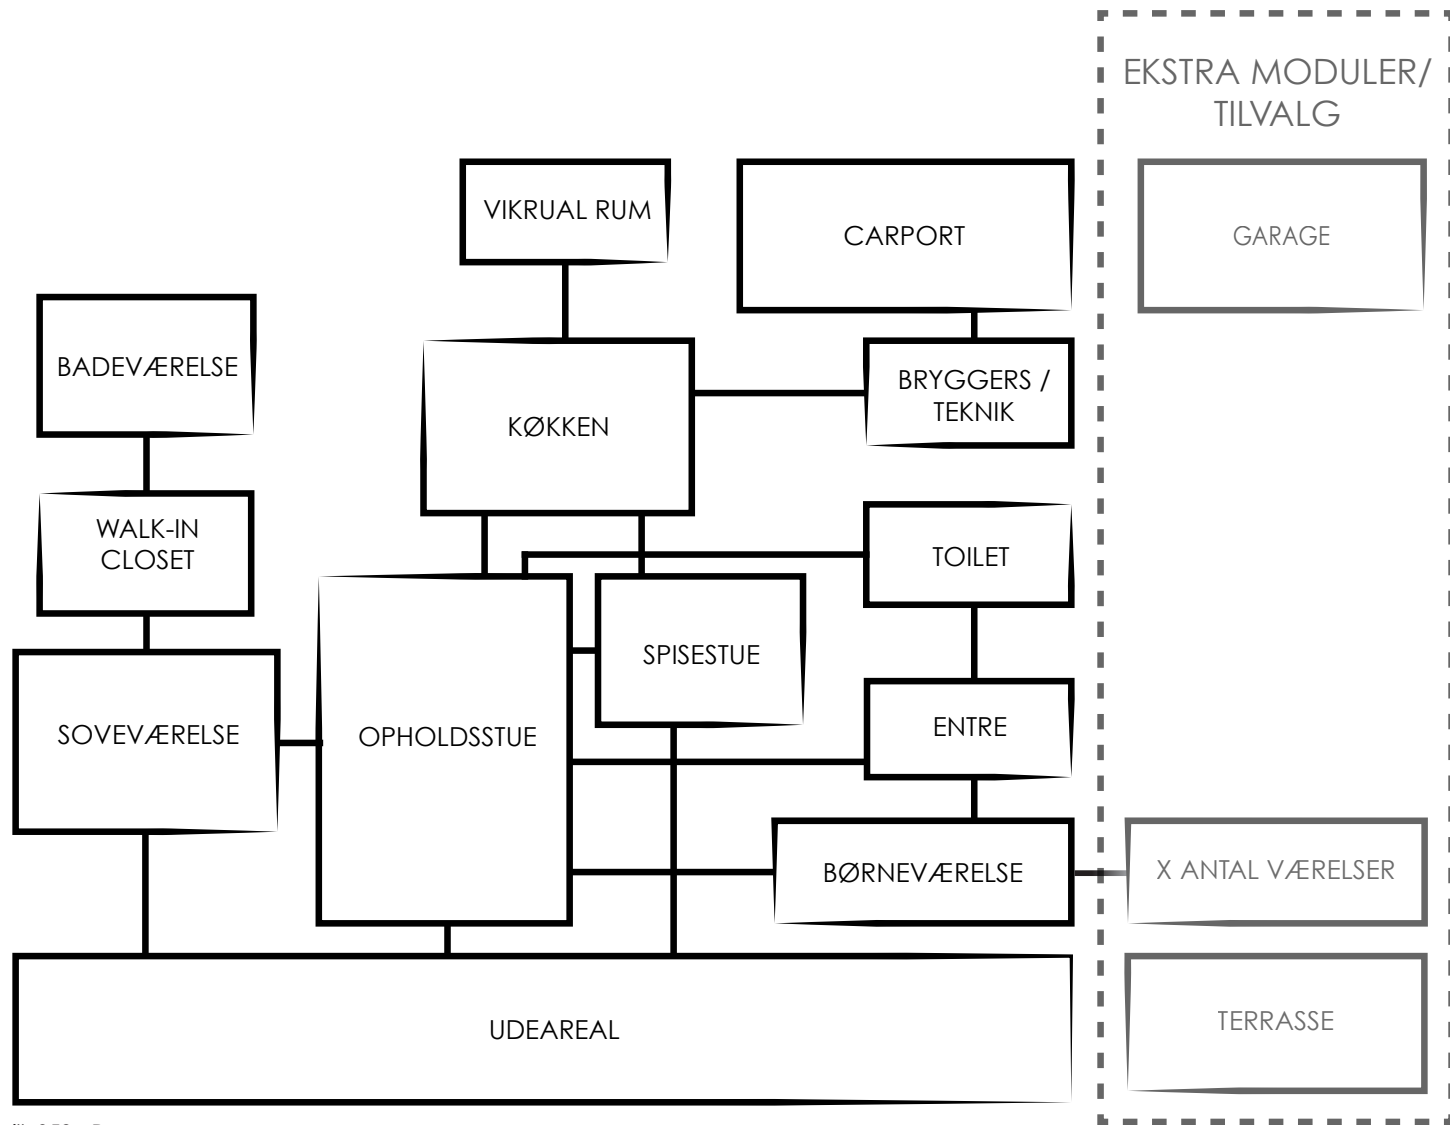 EKSTRA MODULER/
TILVALG
VIKRUAL RUM
CARPORT
GARAGE
BADEVÆRELSE
KØKKEN
BRYGGERS /
TEKNIK
WALK-IN
CLOSET
TOILET
SPISESTUE
SOVEVÆRELSE
OPHOLDSSTUE
ENTRE
BØRNEVÆRELSE
X ANTAL VÆRELSER
UDEAREAL
TERRASSE